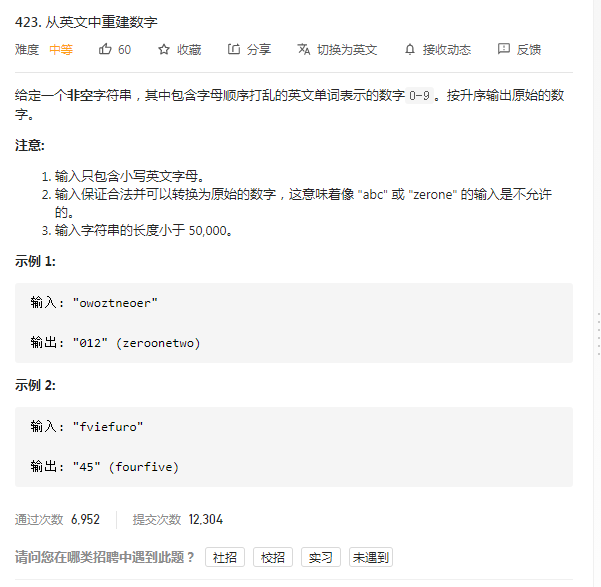 423. 从英文中重建数字
难度 中等 60 收藏 分享 切换为英文 接收动态 反馈
给定一个非空字符串，其中包含字母顺序打乱的英文单词表示的数字 0-9 。按升序输出原始的数
字。
注意:
1. 输入只包含小写英文字母。
2. 输入保证合法并可以转换为原始的数字，这意味着像 "abc" 或 "zerone" 的输入是不允许
的。
3. 输入字符串的长度小于 50,000。
示例 1:
输入: "owoztneoer"
输出: "012" (zeroonetwo)
示例 2:
输入: "fviefuro"
输出: "45" (fourfive)
通过次数 6,952 提交次数 12,304
请问您在哪类招聘中遇到此题？ 社招 校招 实习 未遇到